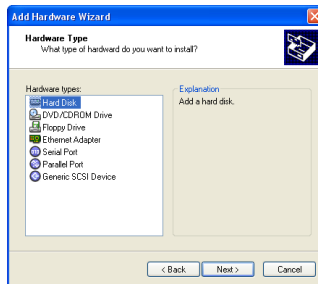 Add Hardware Wizard
Hardware Type
What type of hardward do you want to install?
Hardware types:
Hard Disk
DVD/CDROM Drive
Floppy Drive
Ethernet Adapter
Serial Port
Parallel Port
Generic SCSI Device
Explanation
Add a hard disk.
< Back
Next >
Cancel